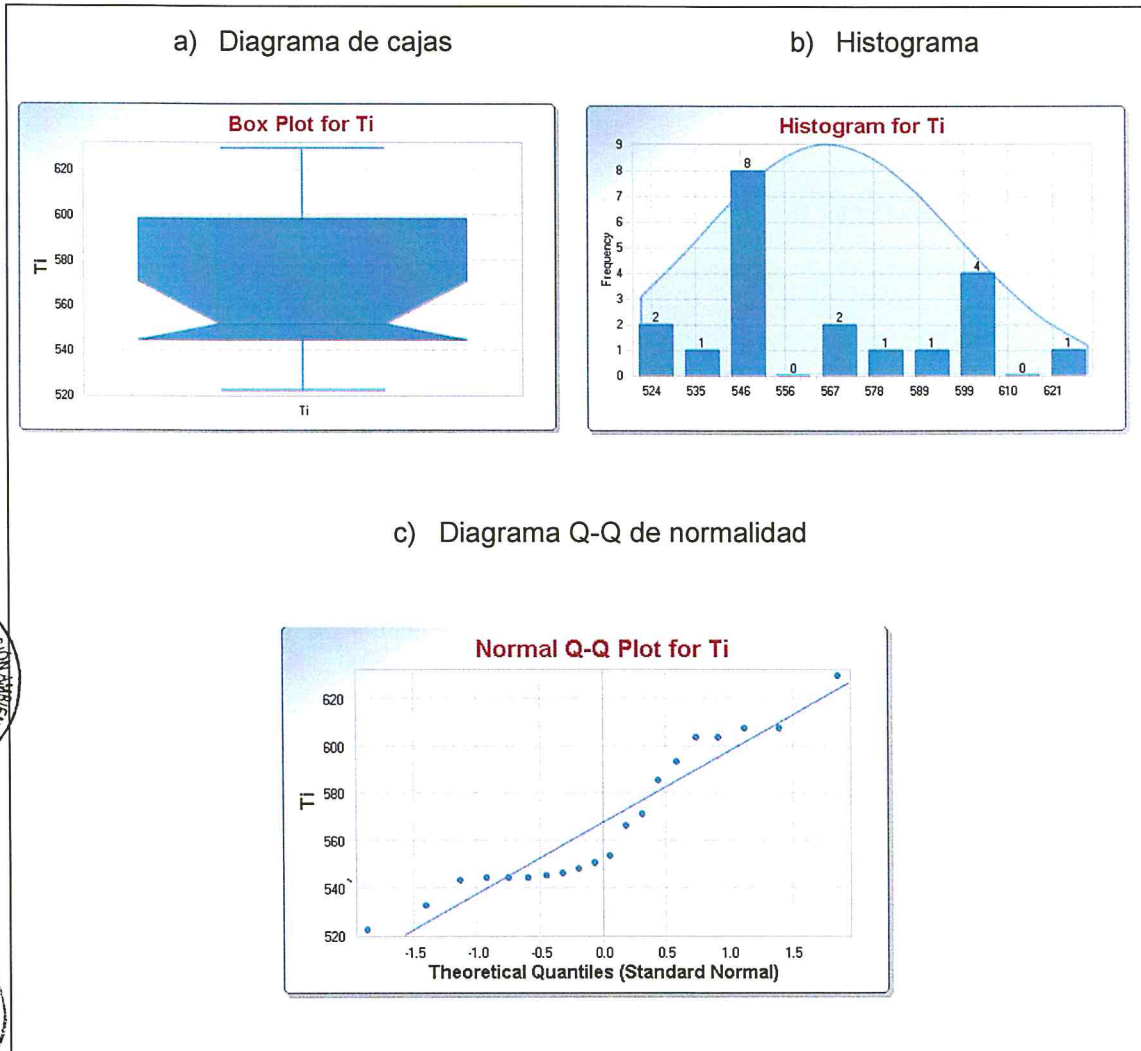 a) Diagrama de cajas
b) Histograma
Box Plot for Ti
620
600
580
560
540
520
Ti
Ti
Histogram for Ti
9
8
7
6
5
4
3
2
1
0
Frequency
2
1
8
0
2
1
1
4
0
1
524 535 546 556 567 578 589 599 610 621
c) Diagrama Q-Q de normalidad
Normal Q-Q Plot for Ti
620
600
580
560
540
520
Ti
-1.5 -1.0 -0.5 0.0 0.5 1.0 1.5
Theoretical Quantiles (Standard Normal)